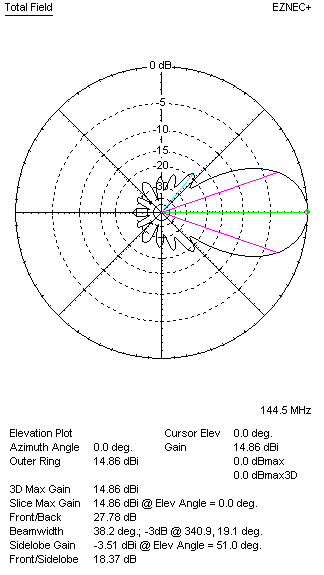 Total Field EZNEC+
0 dB
-5
-10
-15
-20
-30
144.5 MHz
Elevation Plot Cursor Elev 0.0 deg.
Azimuth Angle 0.0 deg. Gain 14.86 dBi
Outer Ring 14.86 dBi 0.0 dBmax
0.0 dBmax3D
3D Max Gain 14.86 dBi
Slice Max Gain 14.86 dBi @ Elev Angle = 0.0 deg.
Front/Back 27.78 dB
Beamwidth 38.2 deg.; -3dB @ 340.9, 19.1 deg.
Sidelobe Gain -3.51 dBi @ Elev Angle = 51.0 deg.
Front/Sidelobe 18.37 dB